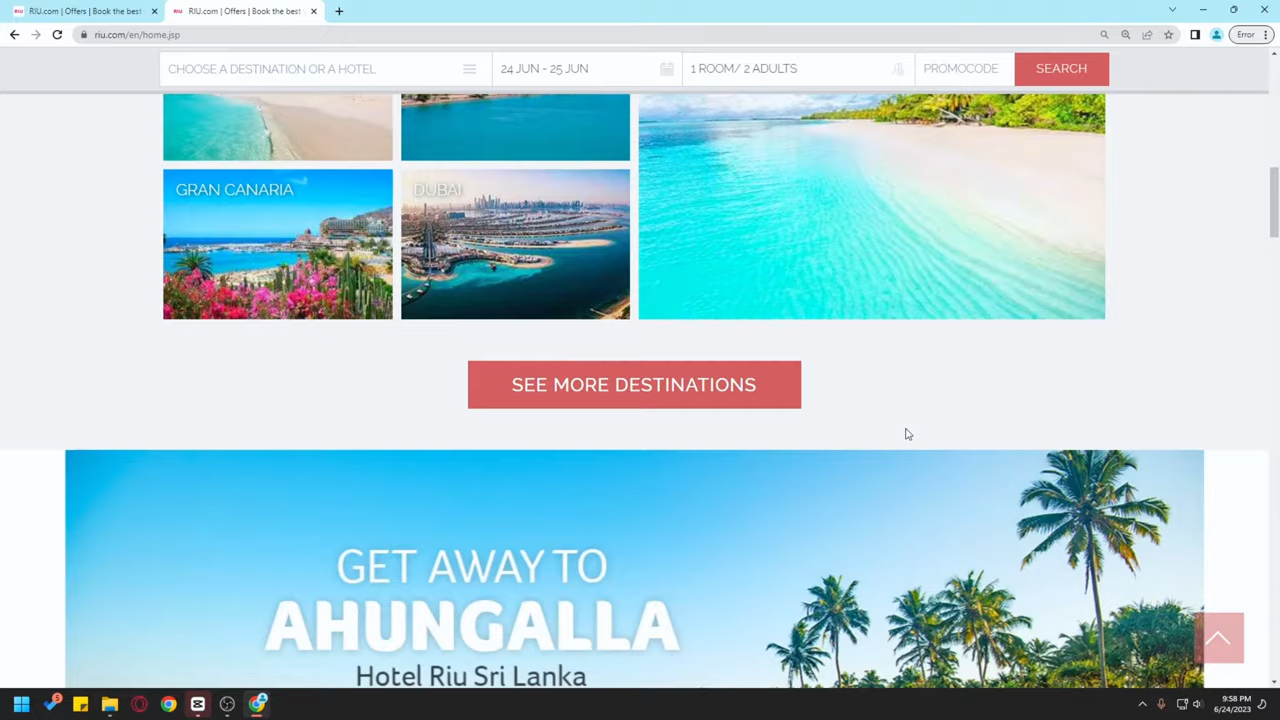 RIU.com | Offers | Book the best
RIU.com | Offers | Book the best
riu.com/en/home.jsp
Error
CHOOSE A DESTINATION OR A HOTEL
24 JUN - 25 JUN
1 ROOM/ 2 ADULTS
PROMOCODE
SEARCH
GRAN CANARIA
DUBAI
SEE MORE DESTINATIONS
GET AWAY TO
AHUNGALLA
Hotel Riu Sri Lanka
9:58 PM
6/24/2023